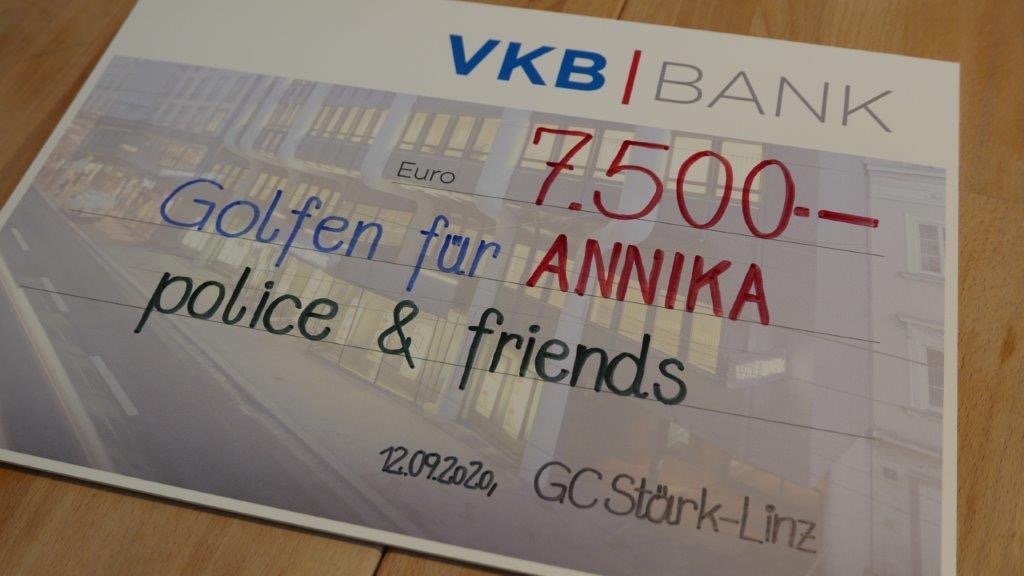 VKB|BANK
Euro 7.500.—
Golfen für ANNIKA
police & friends
12.09.2020, GC Stärk-Linz